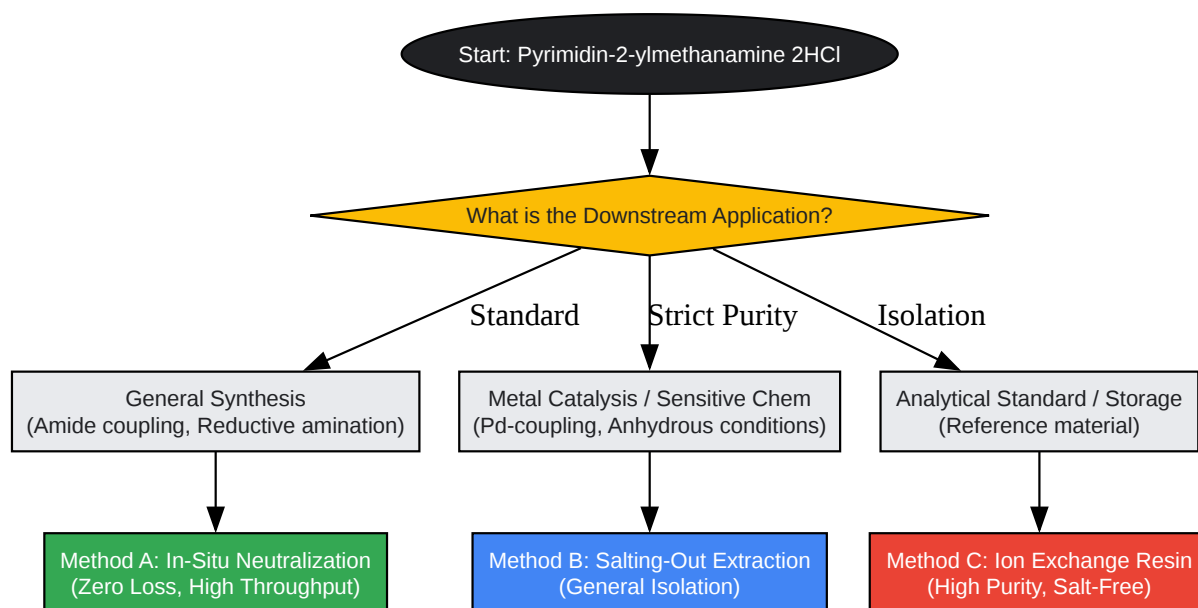 Start: Pyrimidin-2-ylmethanamine 2HCl
What is the Downstream Application?
Standard
Strict Purity
Isolation
General Synthesis
(Amide coupling, Reductive amination)
Metal Catalysis / Sensitive Chem
(Pd-coupling, Anhydrous conditions)
Analytical Standard / Storage
(Reference material)
Method A: In-Situ Neutralization
(Zero Loss, High Throughput)
Method B: Salting-Out Extraction
(General Isolation)
Method C: Ion Exchange Resin
(High Purity, Salt-Free)